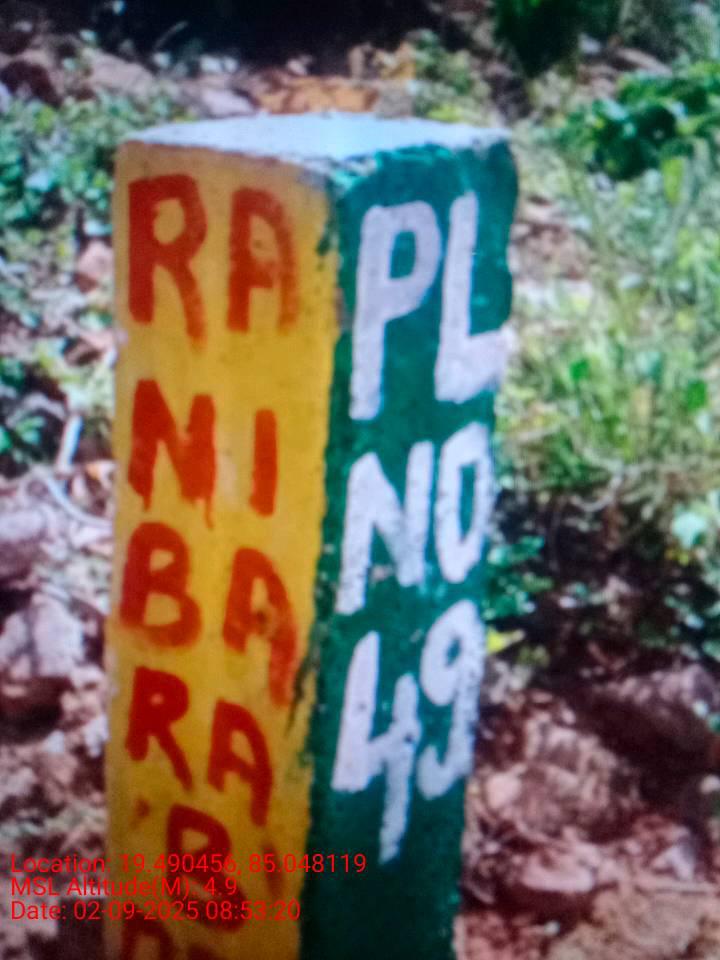 RA
NI
BA
RA
PL
NO
49
Location: 19.490456, 85.048119
MSL Altitude(M): 4.9
Date: 02-09-2025 08:53:20